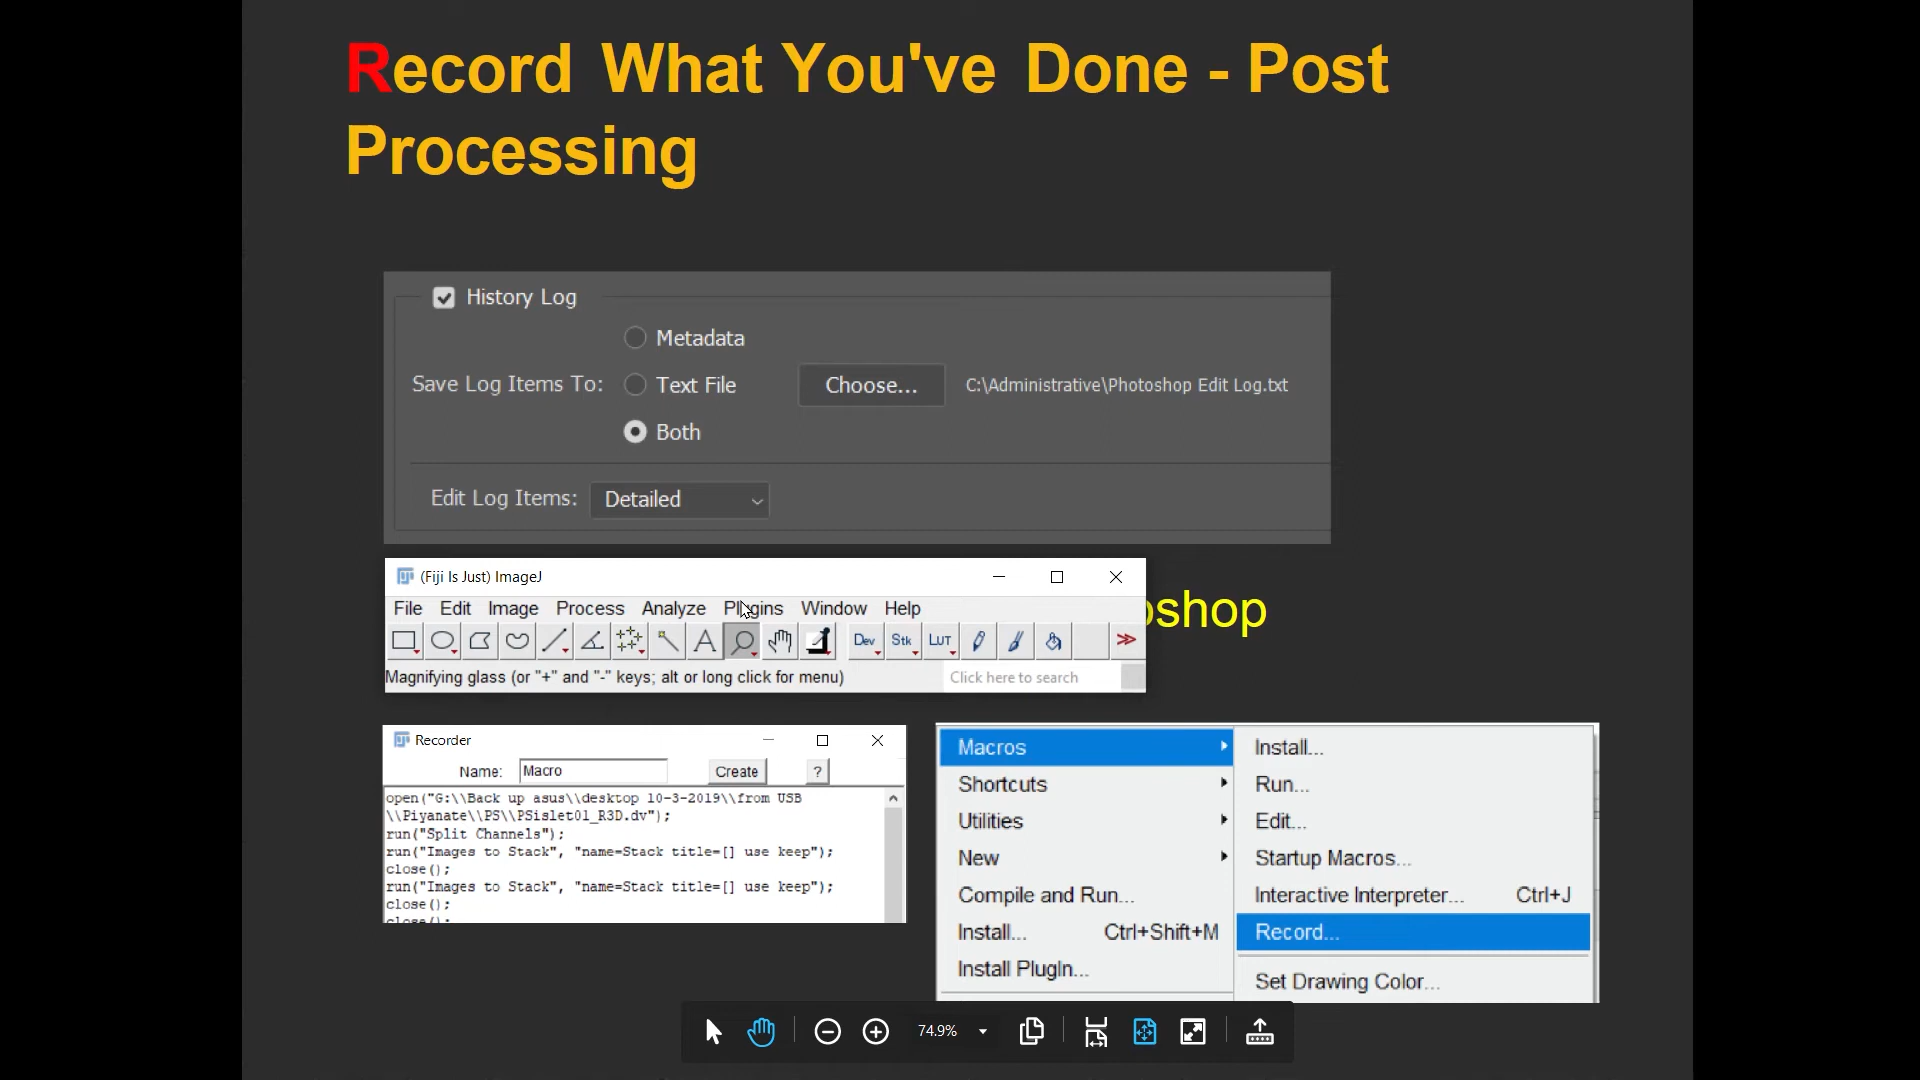 Record What You've Done - Post
Processing
History Log
Metadata
Save Log Items To:
Text File
Choose...
C:\Administrative\Photoshop Edit Log.txt
Both
Edit Log Items:
Detailed
(Fiji Is Just) ImageJ
File Edit Image Process Analyze Plugins Window Help
Dev Stk LUT
Magnifying glass (or "+" and "-" keys; alt or long click for menu)
Click here to search
oshop
Recorder
Name: Macro Create ?
open("G:\\Back up asus\\desktop 10-3-2019\\from USB
\\Piyanate\\PS\\PSislet01_R3D.dv");
run("Split Channels");
run("Images to Stack", "name=Stack title=[] use keep");
close();
run("Images to Stack", "name=Stack title=[] use keep");
close();
close();
Macros
Shortcuts
Utilities
New
Compile and Run...
Install... Ctrl+Shift+M
Install PlugIn...
Install...
Run...
Edit...
Startup Macros...
Interactive Interpreter... Ctrl+J
Record...
Set Drawing Color...
74.9%